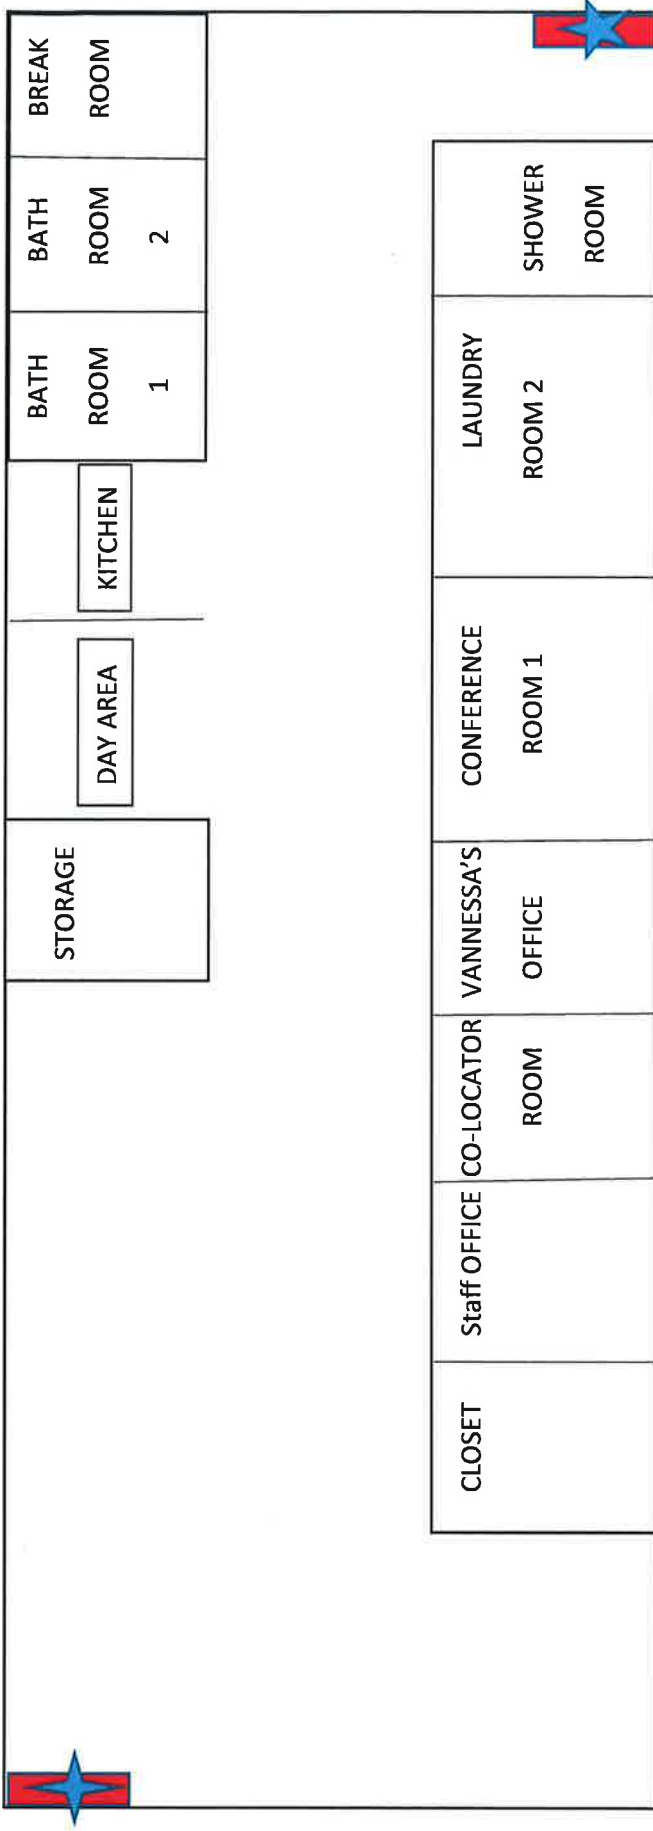 STORAGE
DAY AREA
KITCHEN
BATH
ROOM
1
BATH
ROOM
2
BREAK
ROOM
CLOSET
Staff OFFICE
CO-LOCATOR
ROOM
VANNESSA'S
OFFICE
CONFERENCE
ROOM 1
LAUNDRY
ROOM 2
SHOWER
ROOM